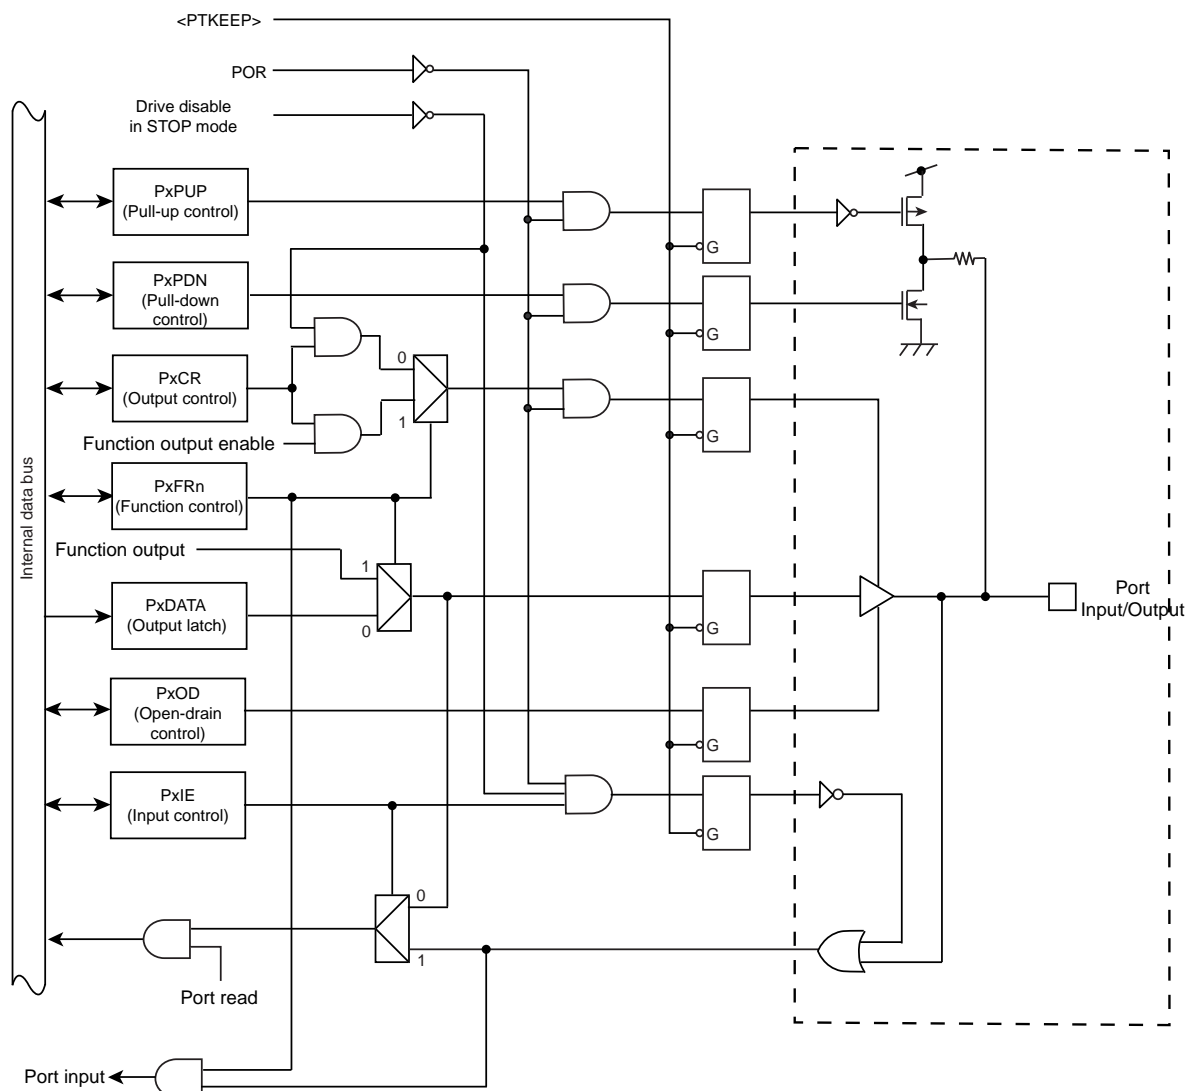 <PTKEEP>
POR
Drive disable
in STOP mode
PxPUP
(Pull-up control)
G
PxPDN
(Pull-down
control)
G
PxCR
(Output control)
0
1
G
Function output enable
PxFRn
(Function control)
Internal data bus
Function output
1
0
PxDATA
(Output latch)
G
Port
Input/Output
PxOD
(Open-drain
control)
G
PxIE
(Input control)
G
0
1
Port read
Port input